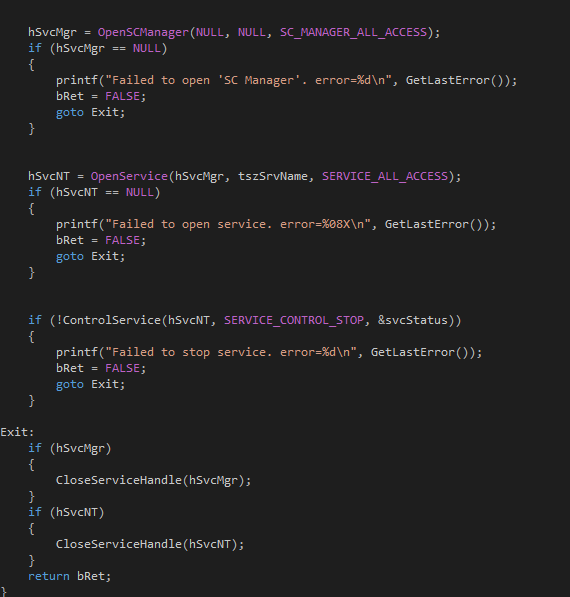 hSvcMgr = OpenSCManager(NULL, NULL, SC_MANAGER_ALL_ACCESS);
if (hSvcMgr == NULL)
{
printf("Failed to open 'SC Manager'. error=%d\n", GetLastError());
bRet = FALSE;
goto Exit;
}
hSvcNT = OpenService(hSvcMgr, tszSrvName, SERVICE_ALL_ACCESS);
if (hSvcNT == NULL)
{
printf("Failed to open service. error=%08X\n", GetLastError());
bRet = FALSE;
goto Exit;
}
if (!ControlService(hSvcNT, SERVICE_CONTROL_STOP, &svcStatus))
{
printf("Failed to stop service. error=%d\n", GetLastError());
bRet = FALSE;
goto Exit;
}
Exit:
if (hSvcMgr)
{
CloseServiceHandle(hSvcMgr);
}
if (hSvcNT)
{
CloseServiceHandle(hSvcNT);
}
return bRet;
}